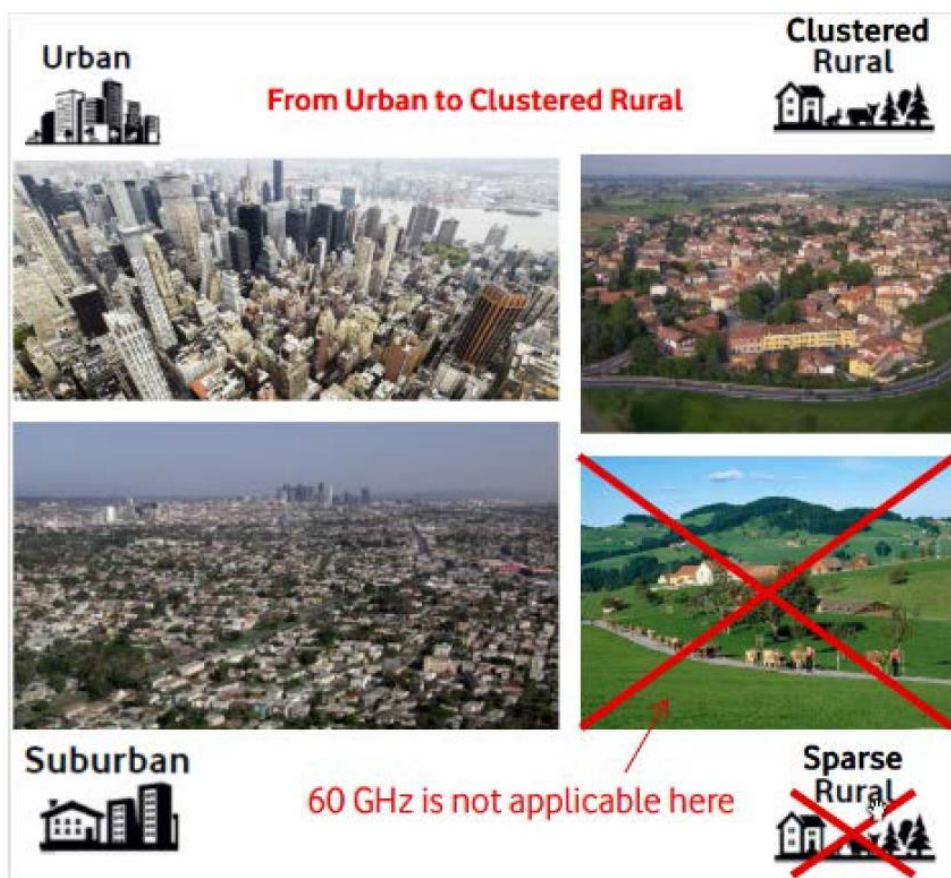 Urban
Clustered
Rural
From Urban to Clustered Rural
Suburban
60 GHz is not applicable here
Sparse
Rural